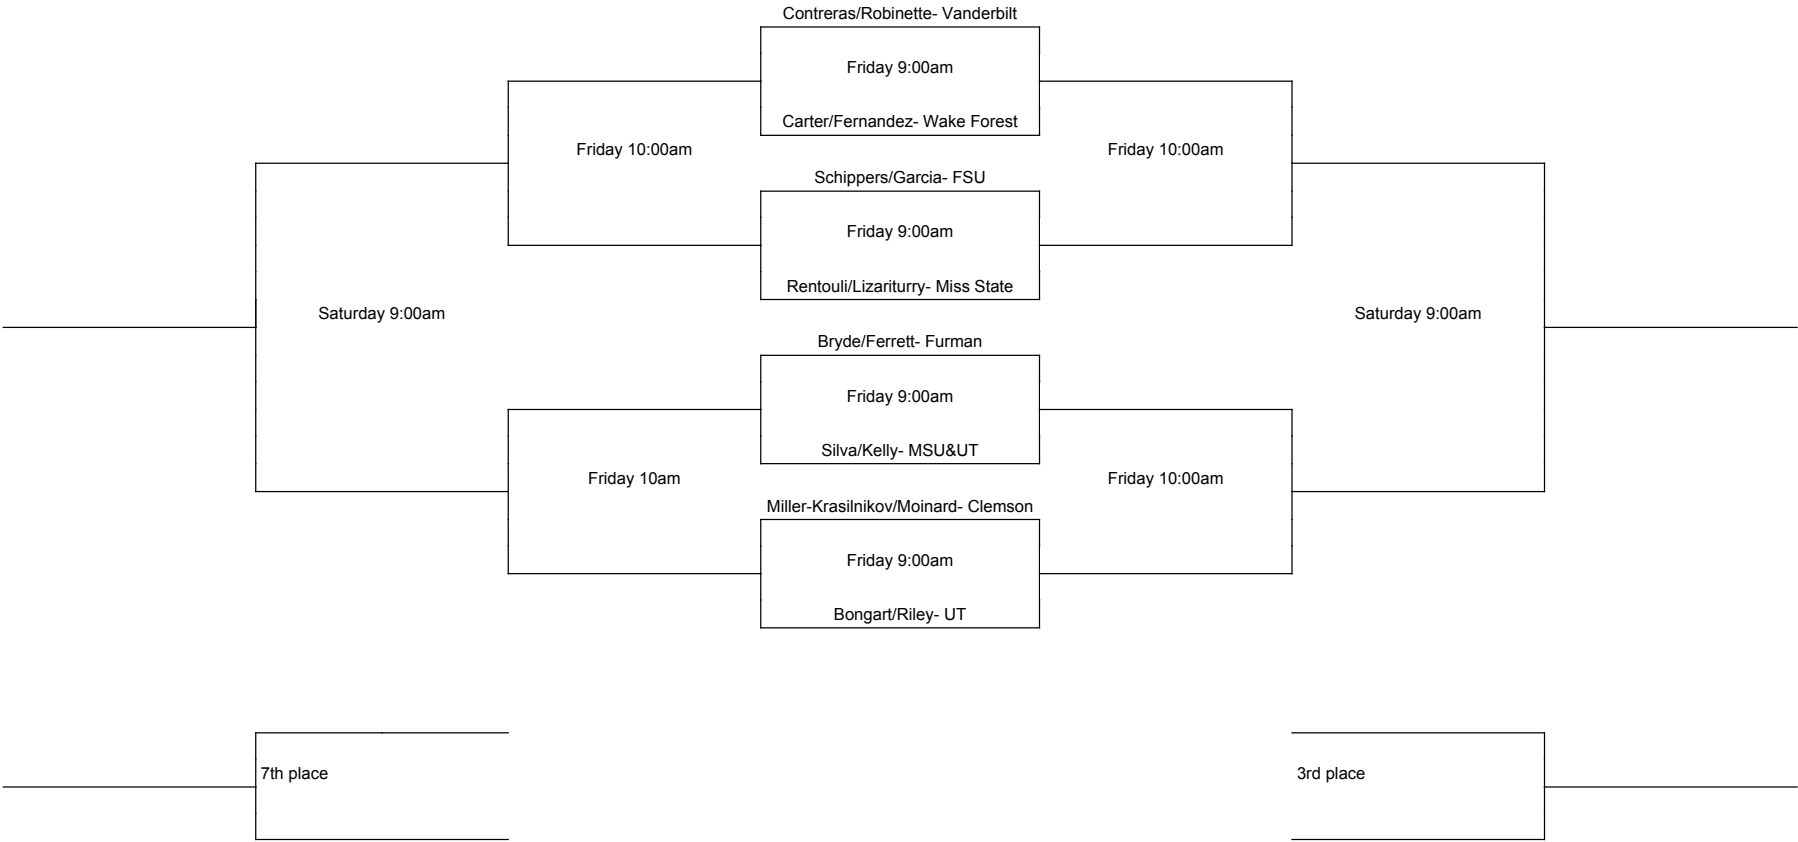 Contreras/Robinette- Vanderbilt
Friday 9:00am
Carter/Fernandez- Wake Forest
Friday 10:00am
Friday 10:00am
Schippers/Garcia- FSU
Friday 9:00am
Rentouli/Lizariturry- Miss State
Saturday 9:00am
Saturday 9:00am
Bryde/Ferrett- Furman
Friday 9:00am
Silva/Kelly- MSU&UT
Friday 10am
Friday 10:00am
Miller-Krasilnikov/Moinard- Clemson
Friday 9:00am
Bongart/Riley- UT
7th place
3rd place